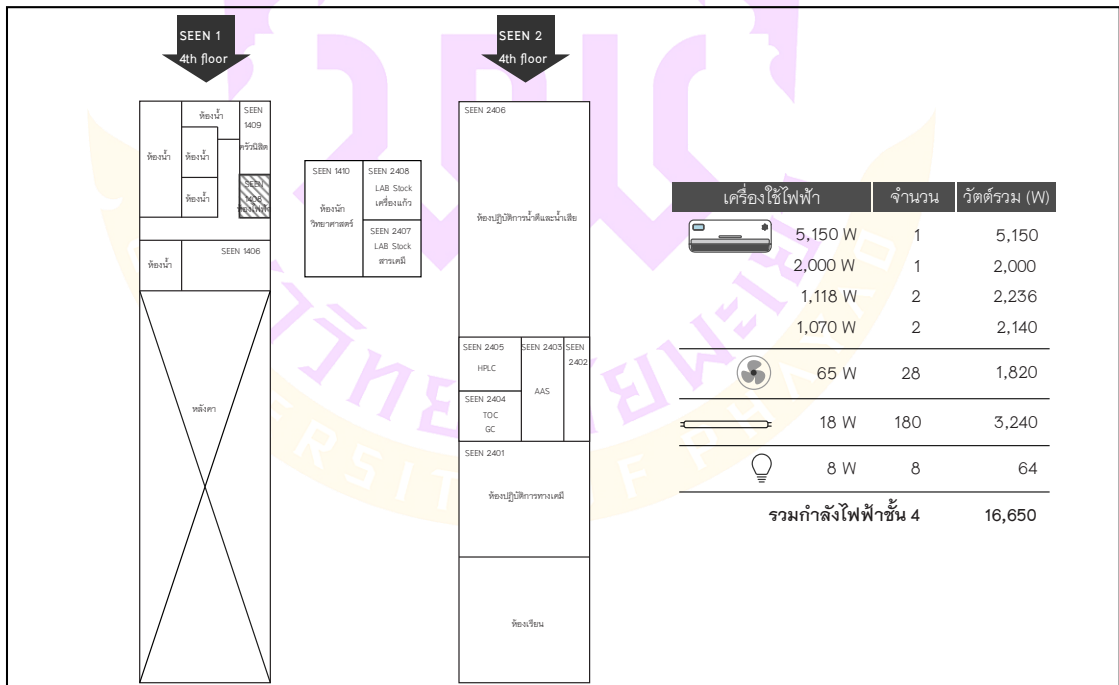 SEEN 1
4th floor
SEEN 2
4th floor
ห้องน้ำ
SEEN
1409
ครัวนิสิต
ห้องน้ำ
ห้องน้ำ
ห้องน้ำ
SEEN
1408
ห้องไฟฟ้า
ห้องน้ำ
SEEN 1406
หลังคา
SEEN 1410
ห้องนัก
วิทยาศาสตร์
SEEN 2408
LAB Stock
เครื่องแก้ว
SEEN 2407
LAB Stock
สารเคมี
SEEN 2406
ห้องปฏิบัติการน้ำดีและน้ำเสีย
SEEN 2405
HPLC
SEEN 2404
TOC
GC
SEEN 2403
AAS
SEEN
2402
SEEN 2401
ห้องปฏิบัติการทางเคมี
ห้องเรียน
เครื่องใช้ไฟฟ้า จำนวน วัตต์รวม (W)
5,150 W 1 5,150
2,000 W 1 2,000
1,118 W 2 2,236
1,070 W 2 2,140
65 W 28 1,820
18 W 180 3,240
8 W 8 64
รวมกำลังไฟฟ้าชั้น 4 16,650